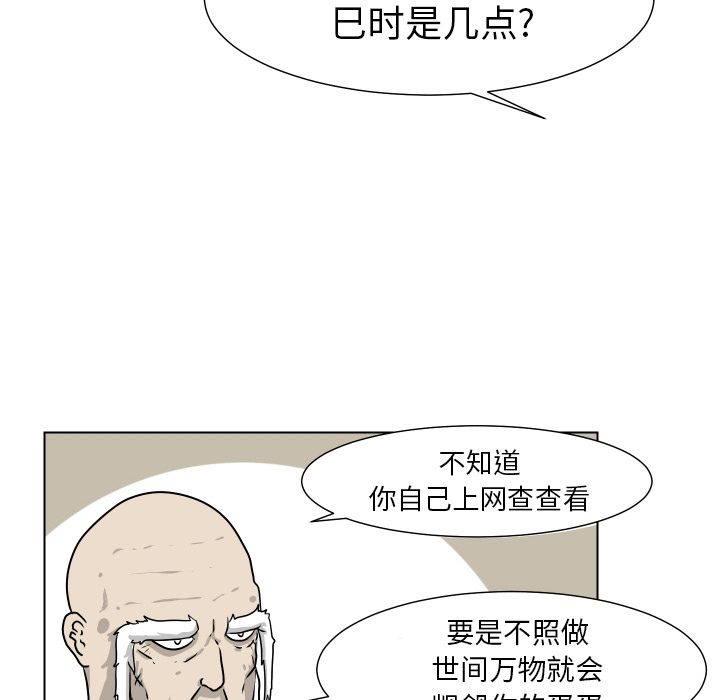 巳时是几点?
不知道
你自己上网查查看
要是不照做
世间万物就会